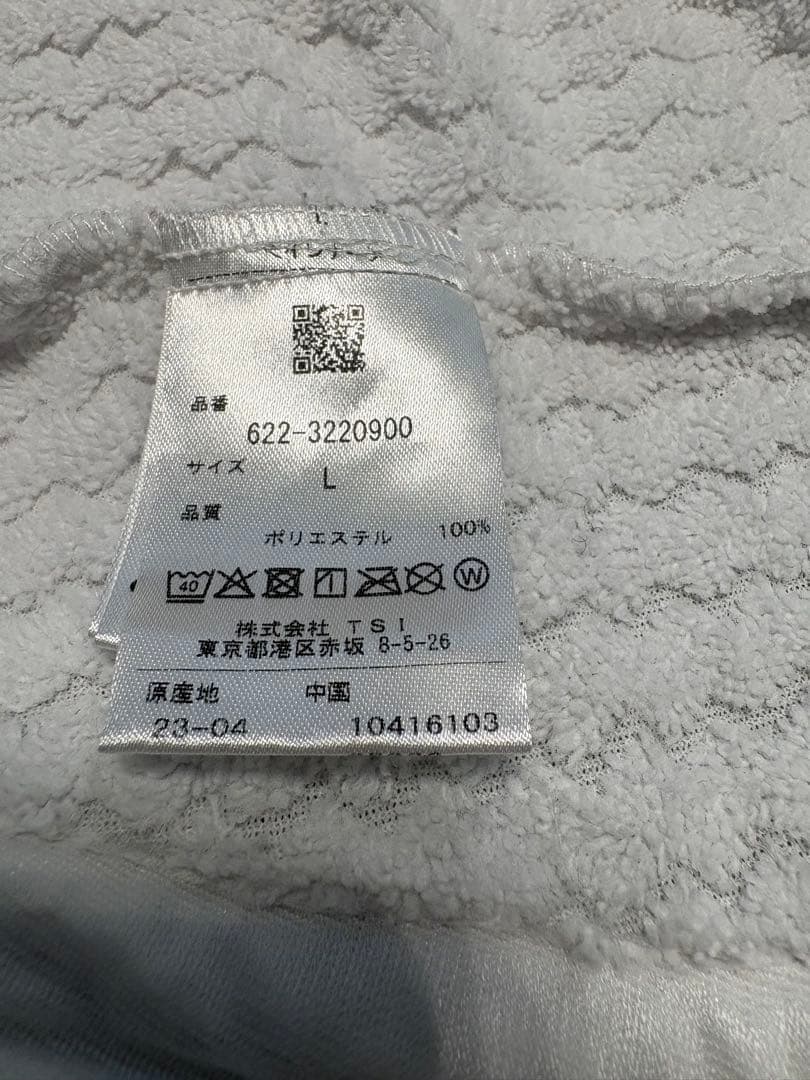 品番
622-3220900
サイズ
L
品質
ポリエステル 100%
40
W
株式会社 TSI
東京都港区赤坂 8-5-26
原産地 中国
23-04 10416103